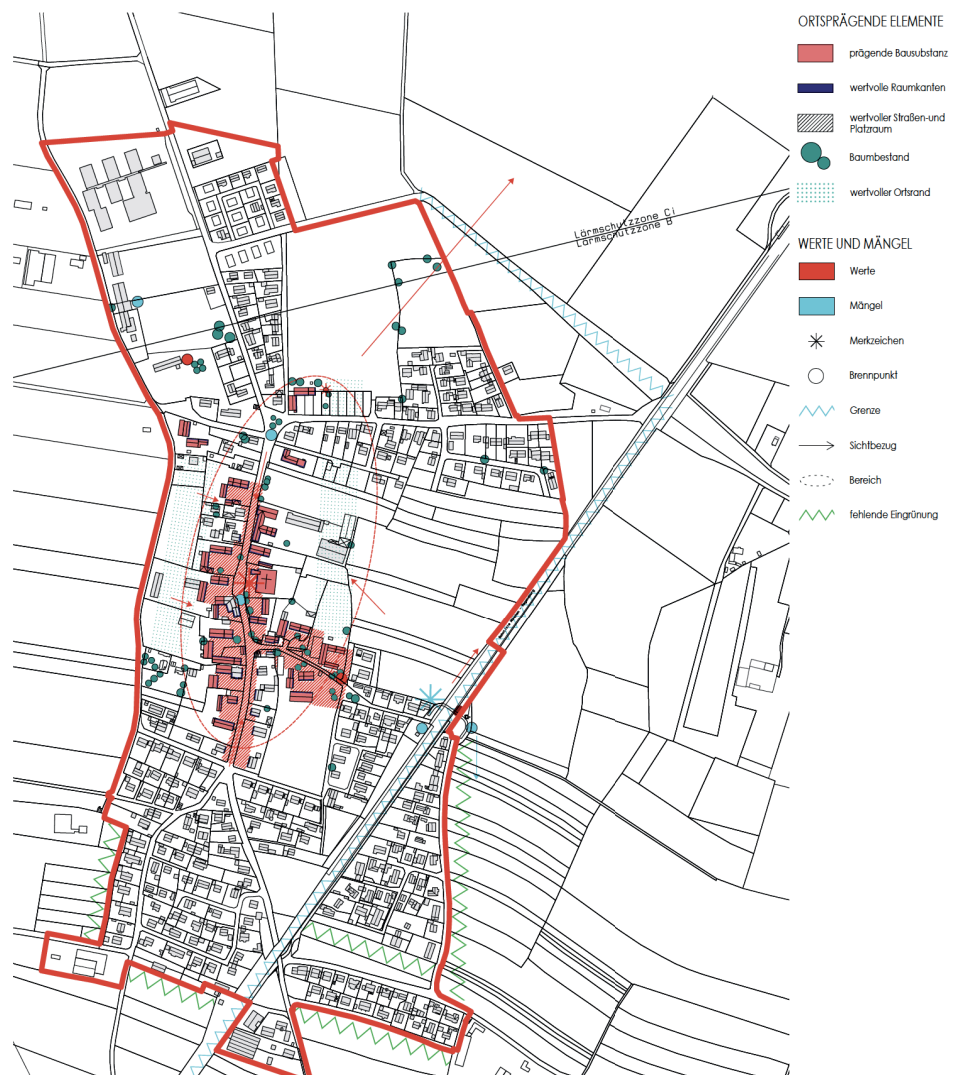 ORTSPRÄGENDE ELEMENTE
prägende Bausubstanz
wertvolle Raumkanten
wertvoller Straßen-und
Platzraum
Baumbestand
wertvoller Ortsrand
WERTE UND MÄNGEL
Werte
Mängel
Merkzeichen
Brennpunkt
Grenze
Sichtbezug
Bereich
fehlende Eingrünung
Lärmschutzzone Ci
Lärmschutzzone B